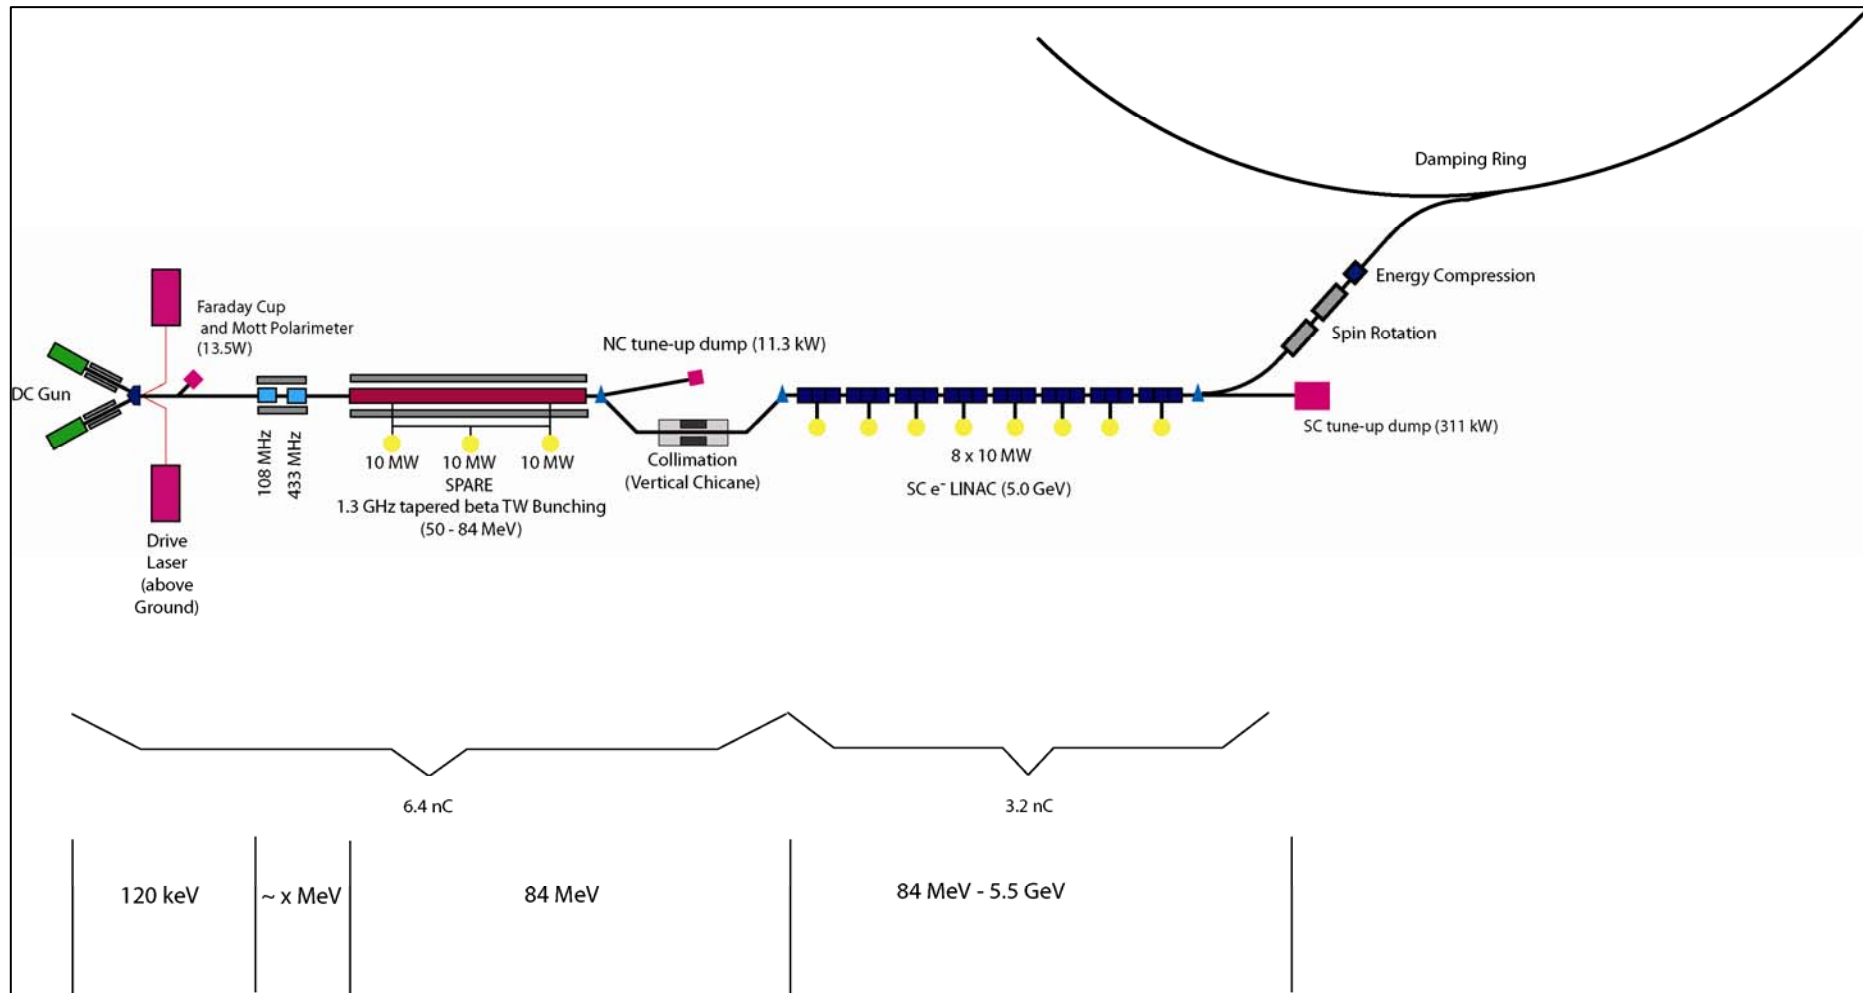 Damping Ring
Energy Compression
Spin Rotation
Faraday Cup
and Mott Polarimeter
(13.5W)
NC tune-up dump (11.3 kW)
DC Gun
SC tune-up dump (311 kW)
108 MHz
433 MHz
10 MW
10 MW
10 MW
SPARE
1.3 GHz tapered beta TW Bunching
(50 - 84 MeV)
Collimation
(Vertical Chicane)
8 x 10 MW
SC e⁻ LINAC (5.0 GeV)
Drive
Laser
(above
Ground)
6.4 nC
3.2 nC
120 keV
~ x MeV
84 MeV
84 MeV - 5.5 GeV